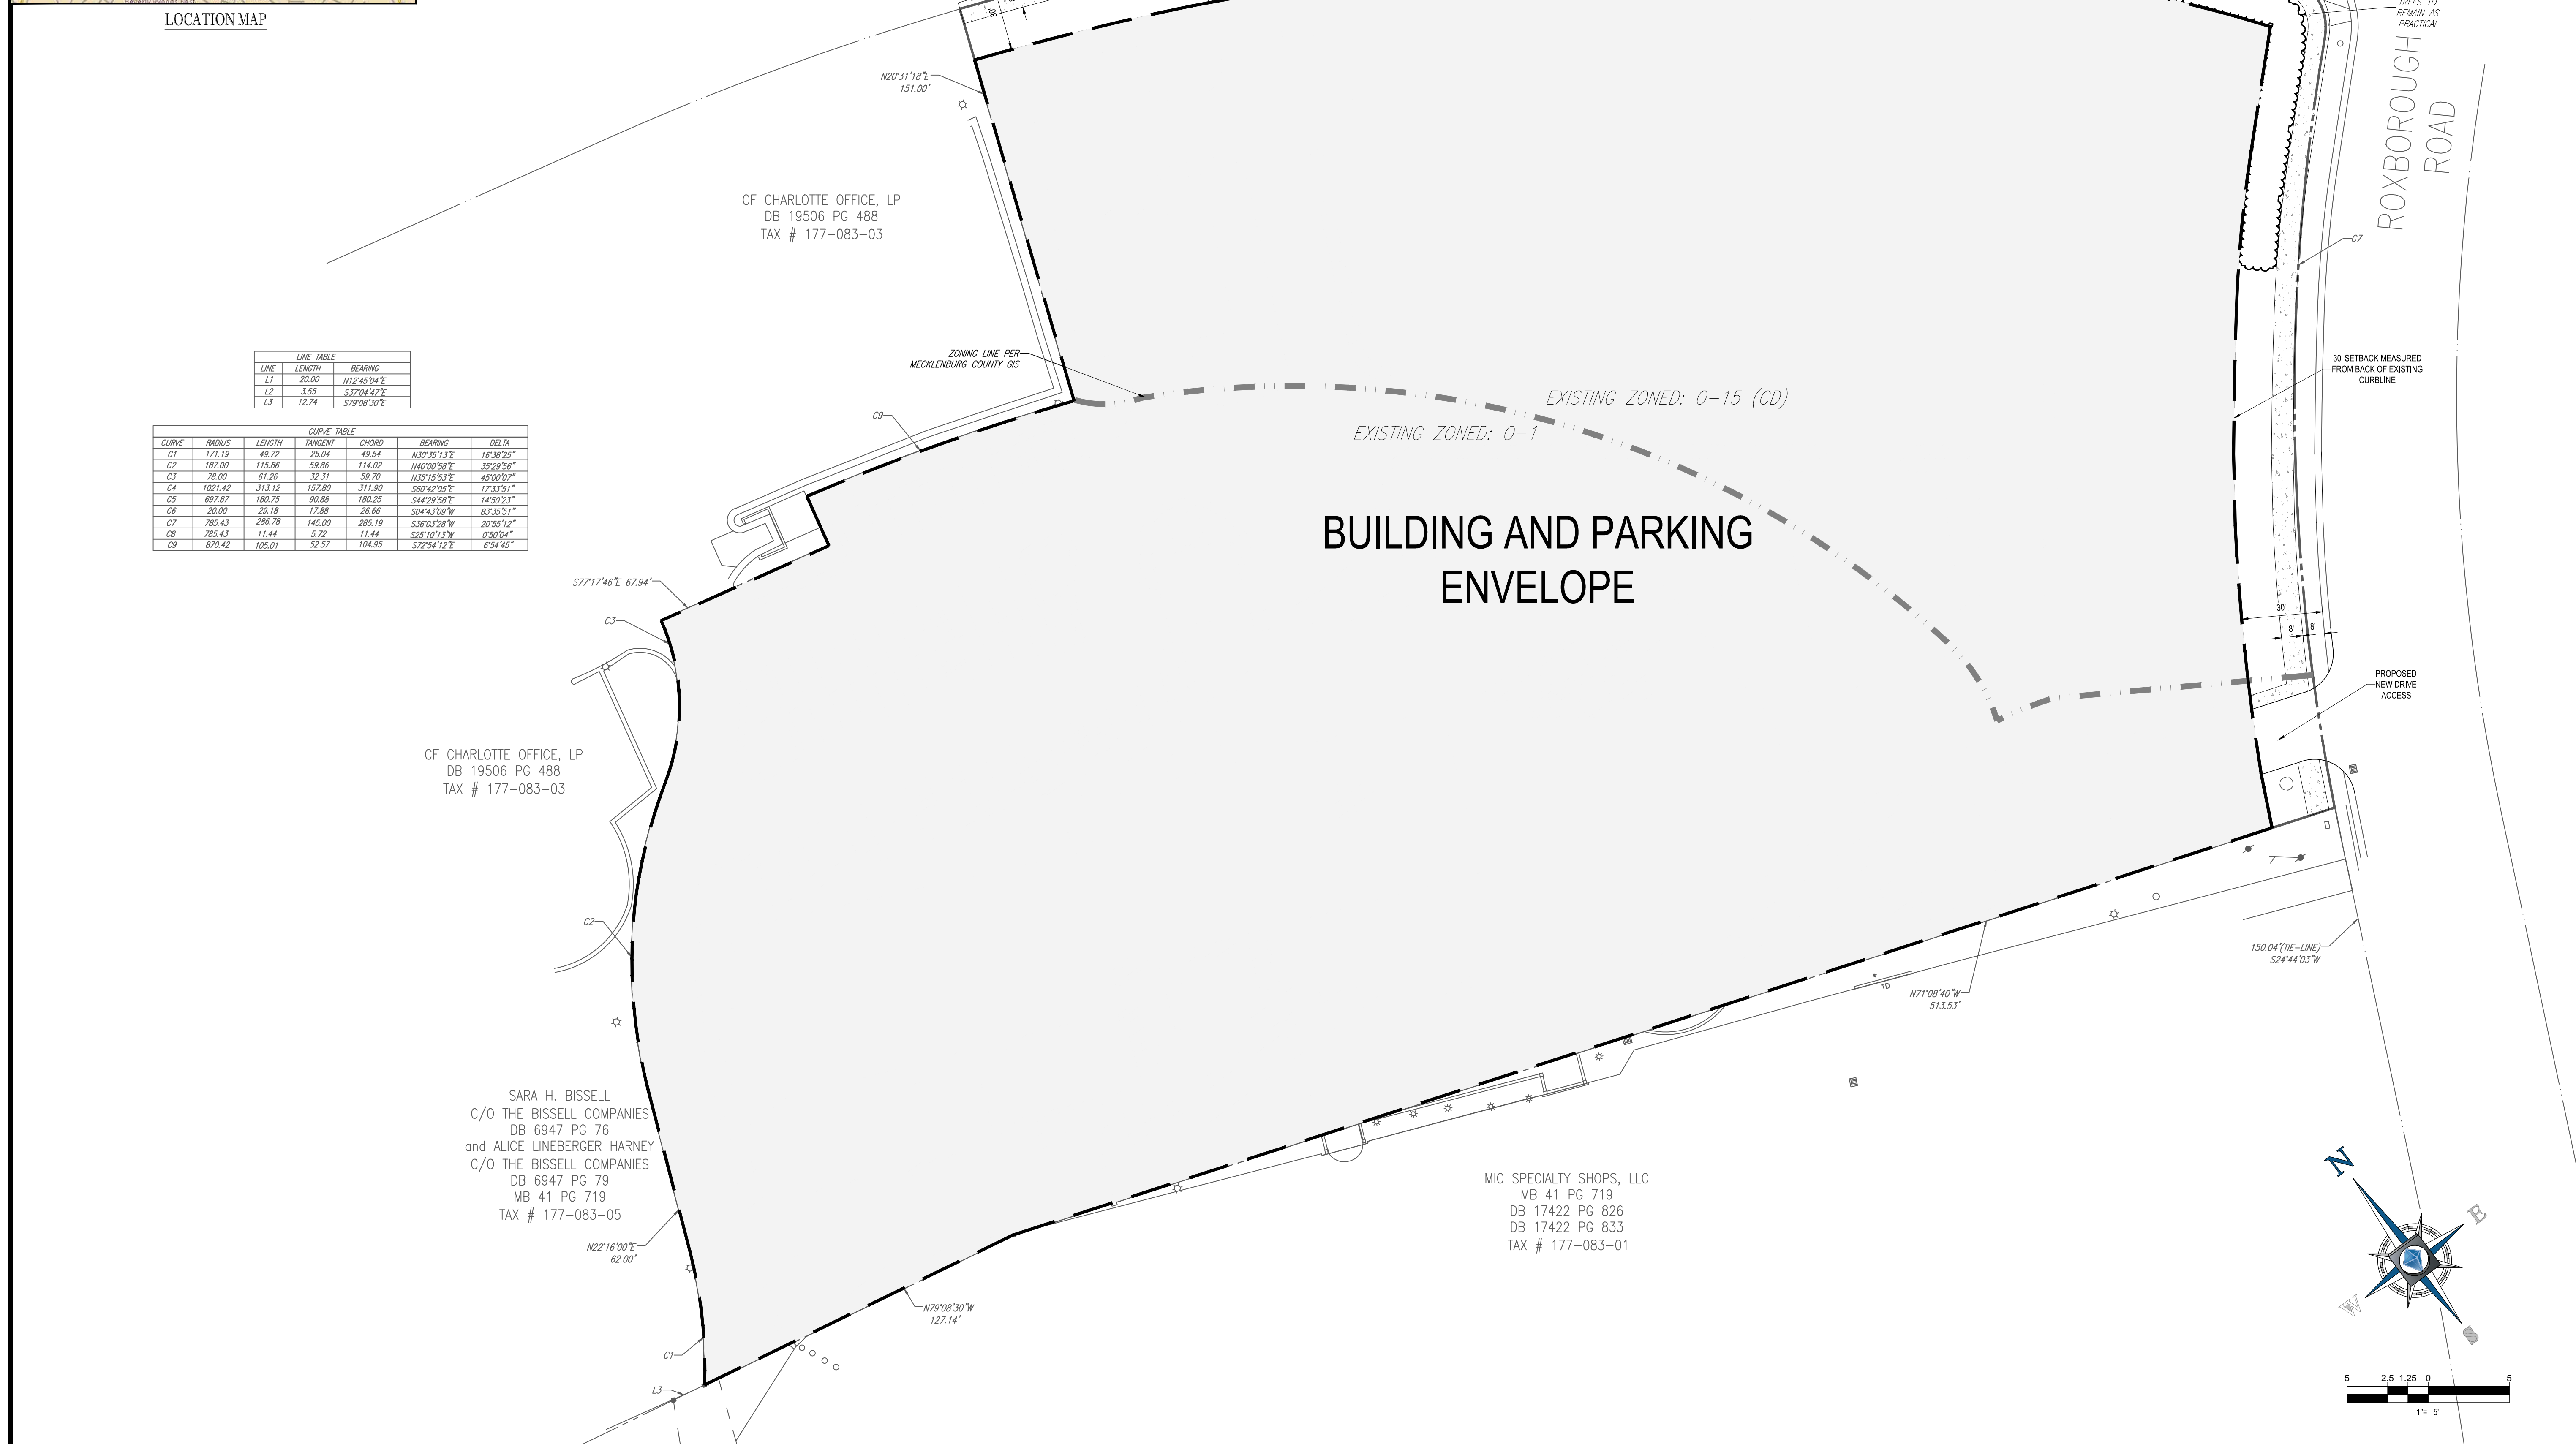 LOCATION MAP
TREES TO
REMAIN AS
PRACTICAL
30'
ROXBOROUGH
ROAD
N20°31'18"E
151.00'
CF CHARLOTTE OFFICE, LP
DB 19506 PG 488
TAX # 177-083-03
C7
ZONING LINE PER
MECKLENBURG COUNTY GIS
30' SETBACK MEASURED
FROM BACK OF EXISTING
CURBLINE
LINE TABLE
LINE LENGTH BEARING
L1 20.00 N12°45'04"E
L2 3.55 S37°04'47"E
L3 12.74 S79°08'30"E
EXISTING ZONED: O-15 (CD)
EXISTING ZONED: O-1
C9
CURVE TABLE
CURVE RADIUS LENGTH TANGENT CHORD BEARING DELTA
C1 171.19 49.72 25.04 49.54 N30°35'13"E 16°38'25"
C2 187.00 115.86 59.86 114.02 N40°00'58"E 35°29'56"
C3 78.00 61.26 32.31 59.70 N35°15'53"E 45°00'07"
C4 1021.42 313.12 157.80 311.90 S60°42'05"E 17°33'51"
C5 697.87 180.75 90.88 180.25 S44°29'58"E 14°50'23"
C6 20.00 29.18 17.88 26.66 S04°43'09"W 83°35'51"
C7 785.43 286.78 145.00 285.19 S36°03'28"W 20°55'12"
C8 785.43 11.44 5.72 11.44 S25°10'13"W 0°50'04"
C9 870.42 105.01 52.57 104.95 S72°54'12"E 6°54'45"
BUILDING AND PARKING
ENVELOPE
S77°17'46"E 67.94'
C3
30'
8' 8'
PROPOSED
NEW DRIVE
ACCESS
CF CHARLOTTE OFFICE, LP
DB 19506 PG 488
TAX # 177-083-03
C2
150.04'(TIE-LINE)
S24°44'03"W
TD
N71°08'40"W
513.53'
SARA H. BISSELL
C/O THE BISSELL COMPANIES
DB 6947 PG 76
and ALICE LINEBERGER HARNEY
C/O THE BISSELL COMPANIES
DB 6947 PG 79
MB 41 PG 719
TAX # 177-083-05
MIC SPECIALTY SHOPS, LLC
MB 41 PG 719
DB 17422 PG 826
DB 17422 PG 833
TAX # 177-083-01
N22°16'00"E
62.00'
N79°08'30"W
127.14'
C1
L3
N
E
W
S
5 2.5 1.25 0 5
1"= 5'